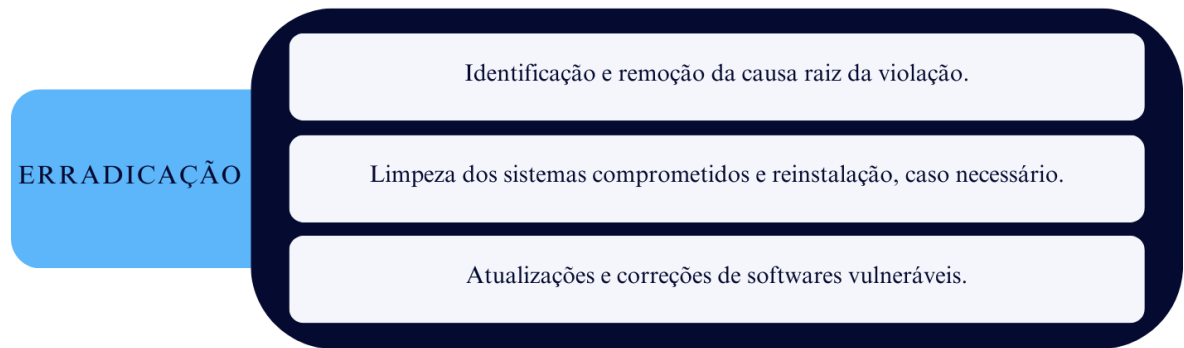 ERRADICAÇÃO
Identificação e remoção da causa raiz da violação.
Limpeza dos sistemas comprometidos e reinstalação, caso necessário.
Atualizações e correções de softwares vulneráveis.